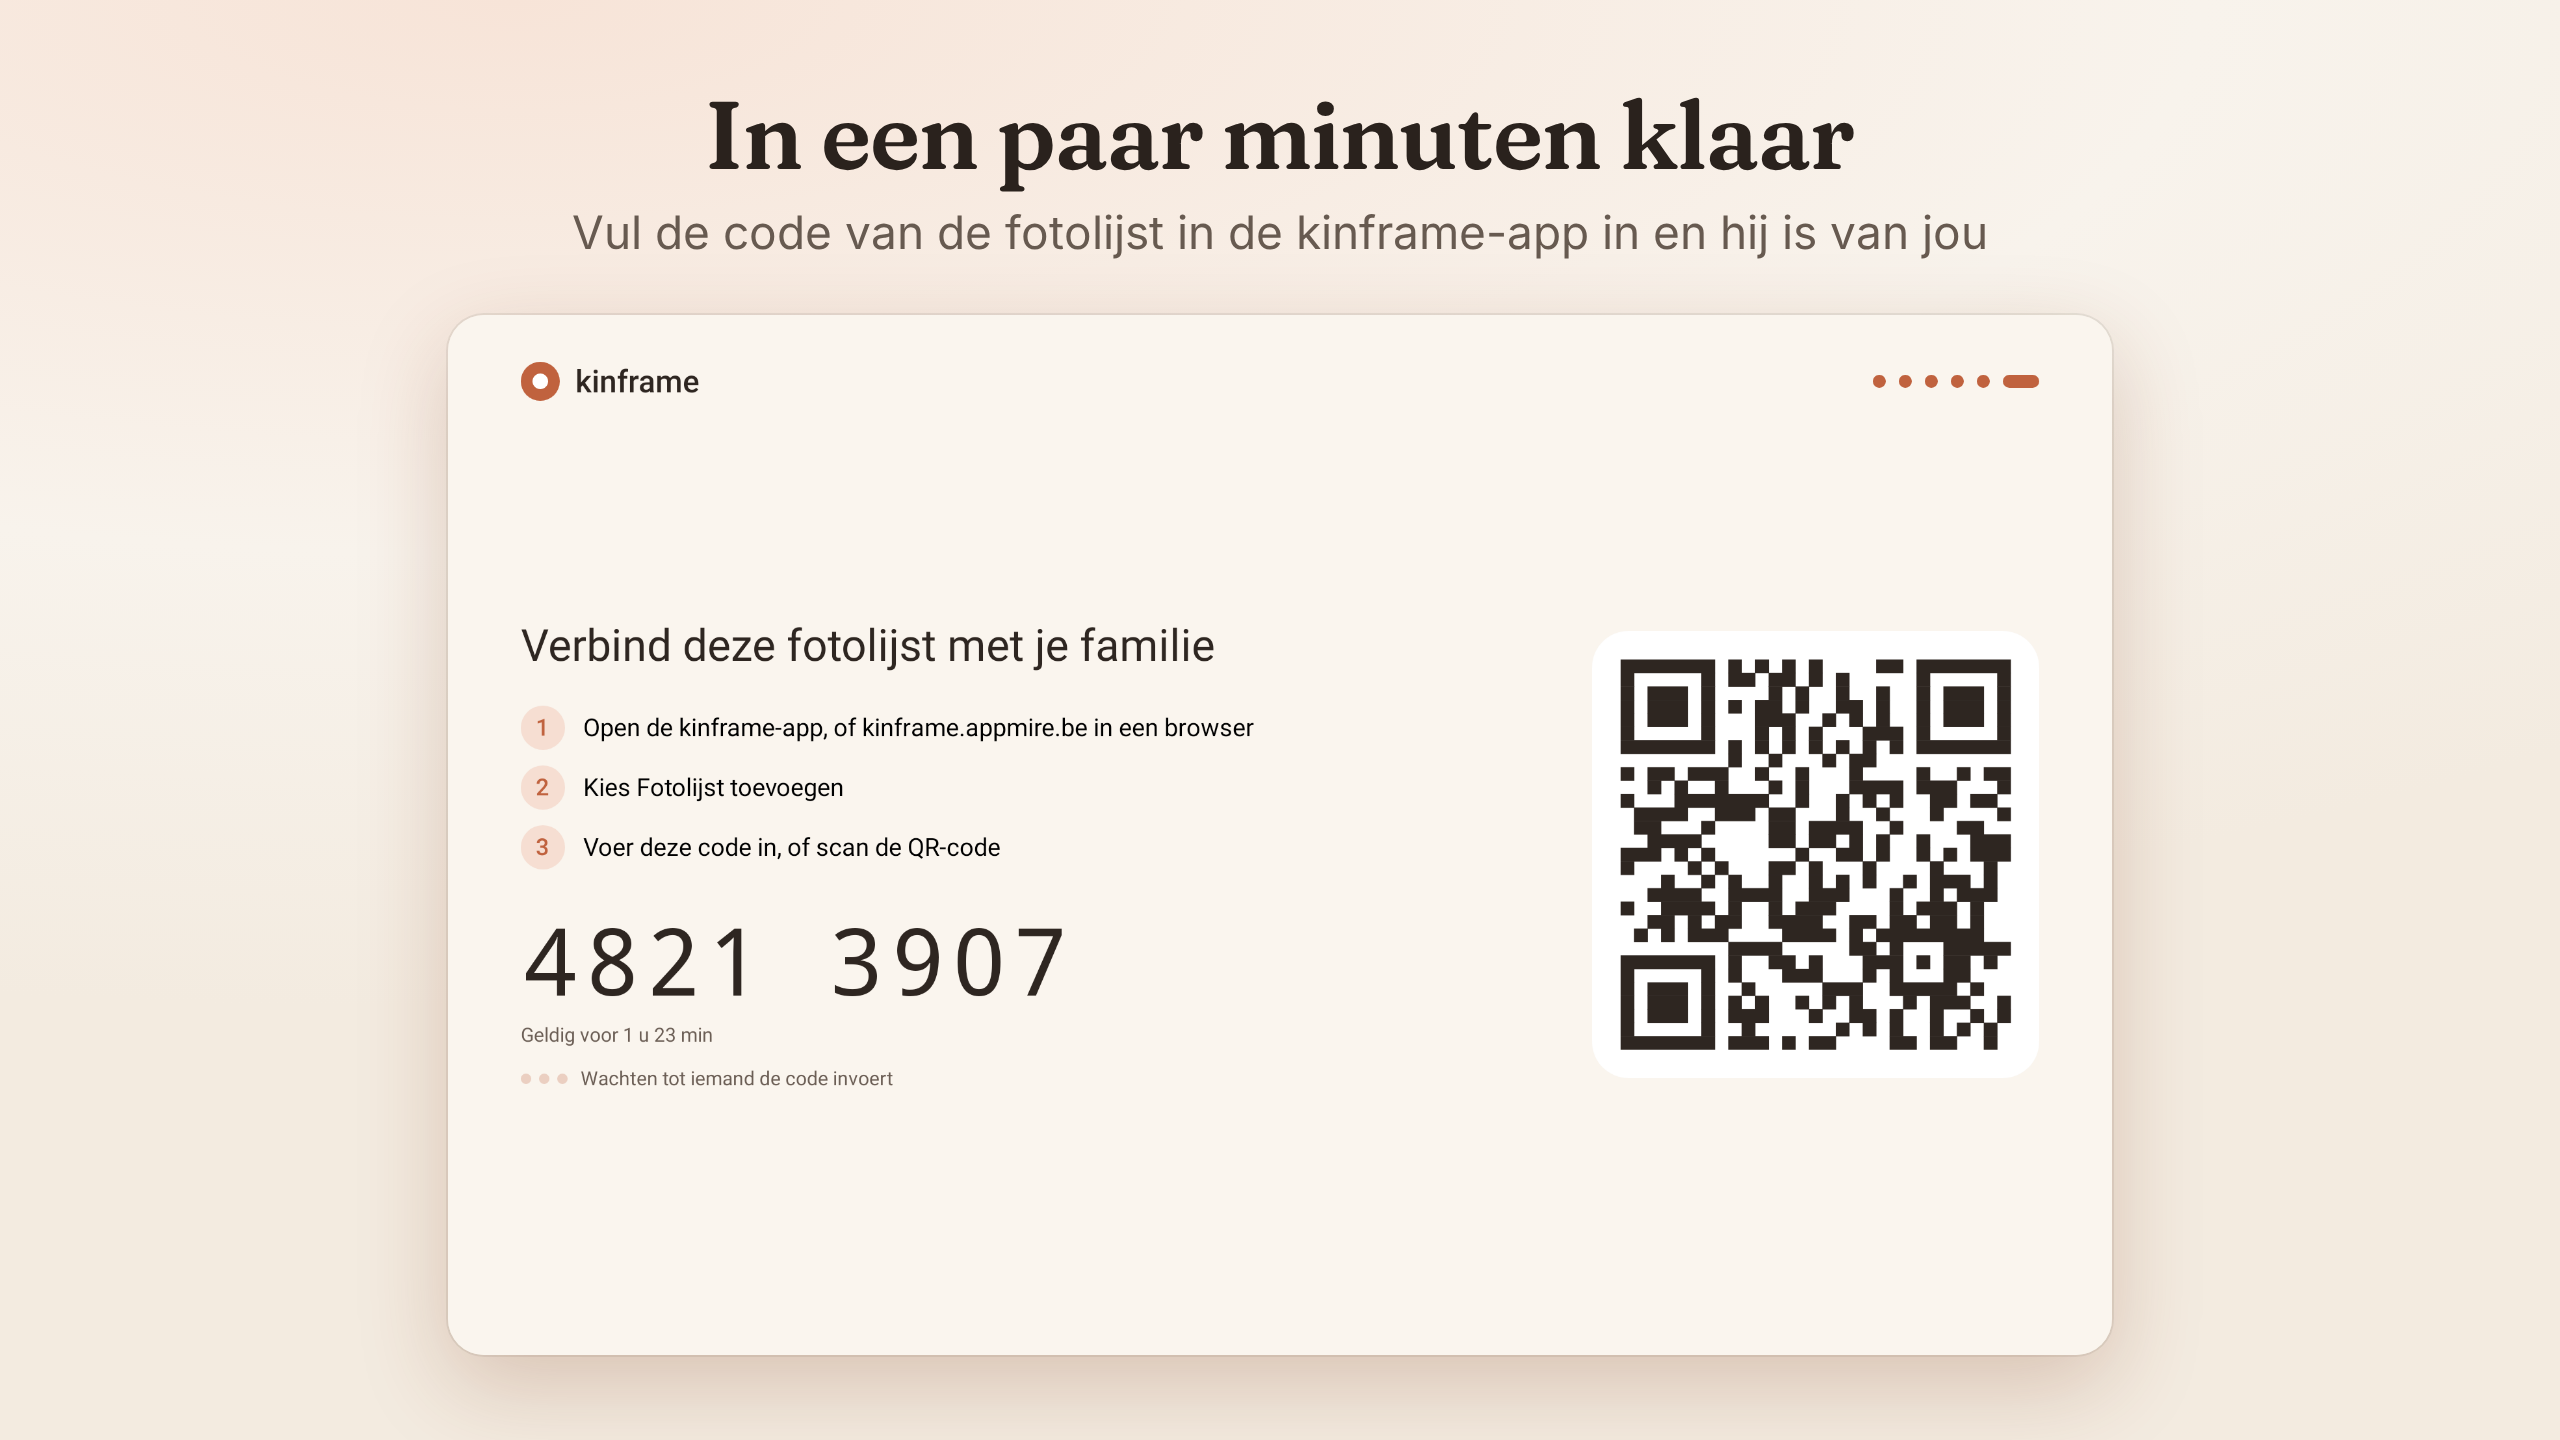 In een paar minuten klaar
Vul de code van de fotolijst in de kinframe-app in en hij is van jou
kinframe
Verbind deze fotolijst met je familie
1 Open de kinframe-app, of kinframe.appmire.be in een browser
2 Kies Fotolijst toevoegen
3 Voer deze code in, of scan de QR-code
4821 3907
Geldig voor 1 u 23 min
Wachten tot iemand de code invoert